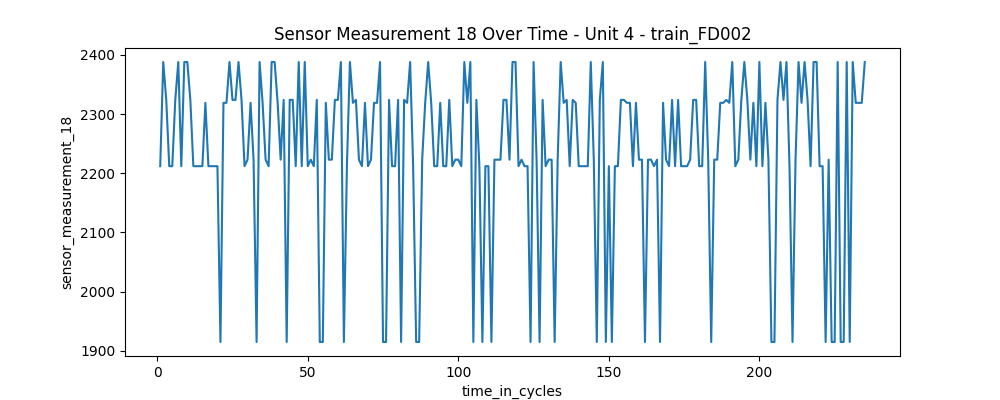 Sensor Measurement 18 Over Time - Unit 4 - train_FD002
2400
2300
2200
2100
2000
1900
sensor_measurement_18
0 50 100 150 200
time_in_cycles